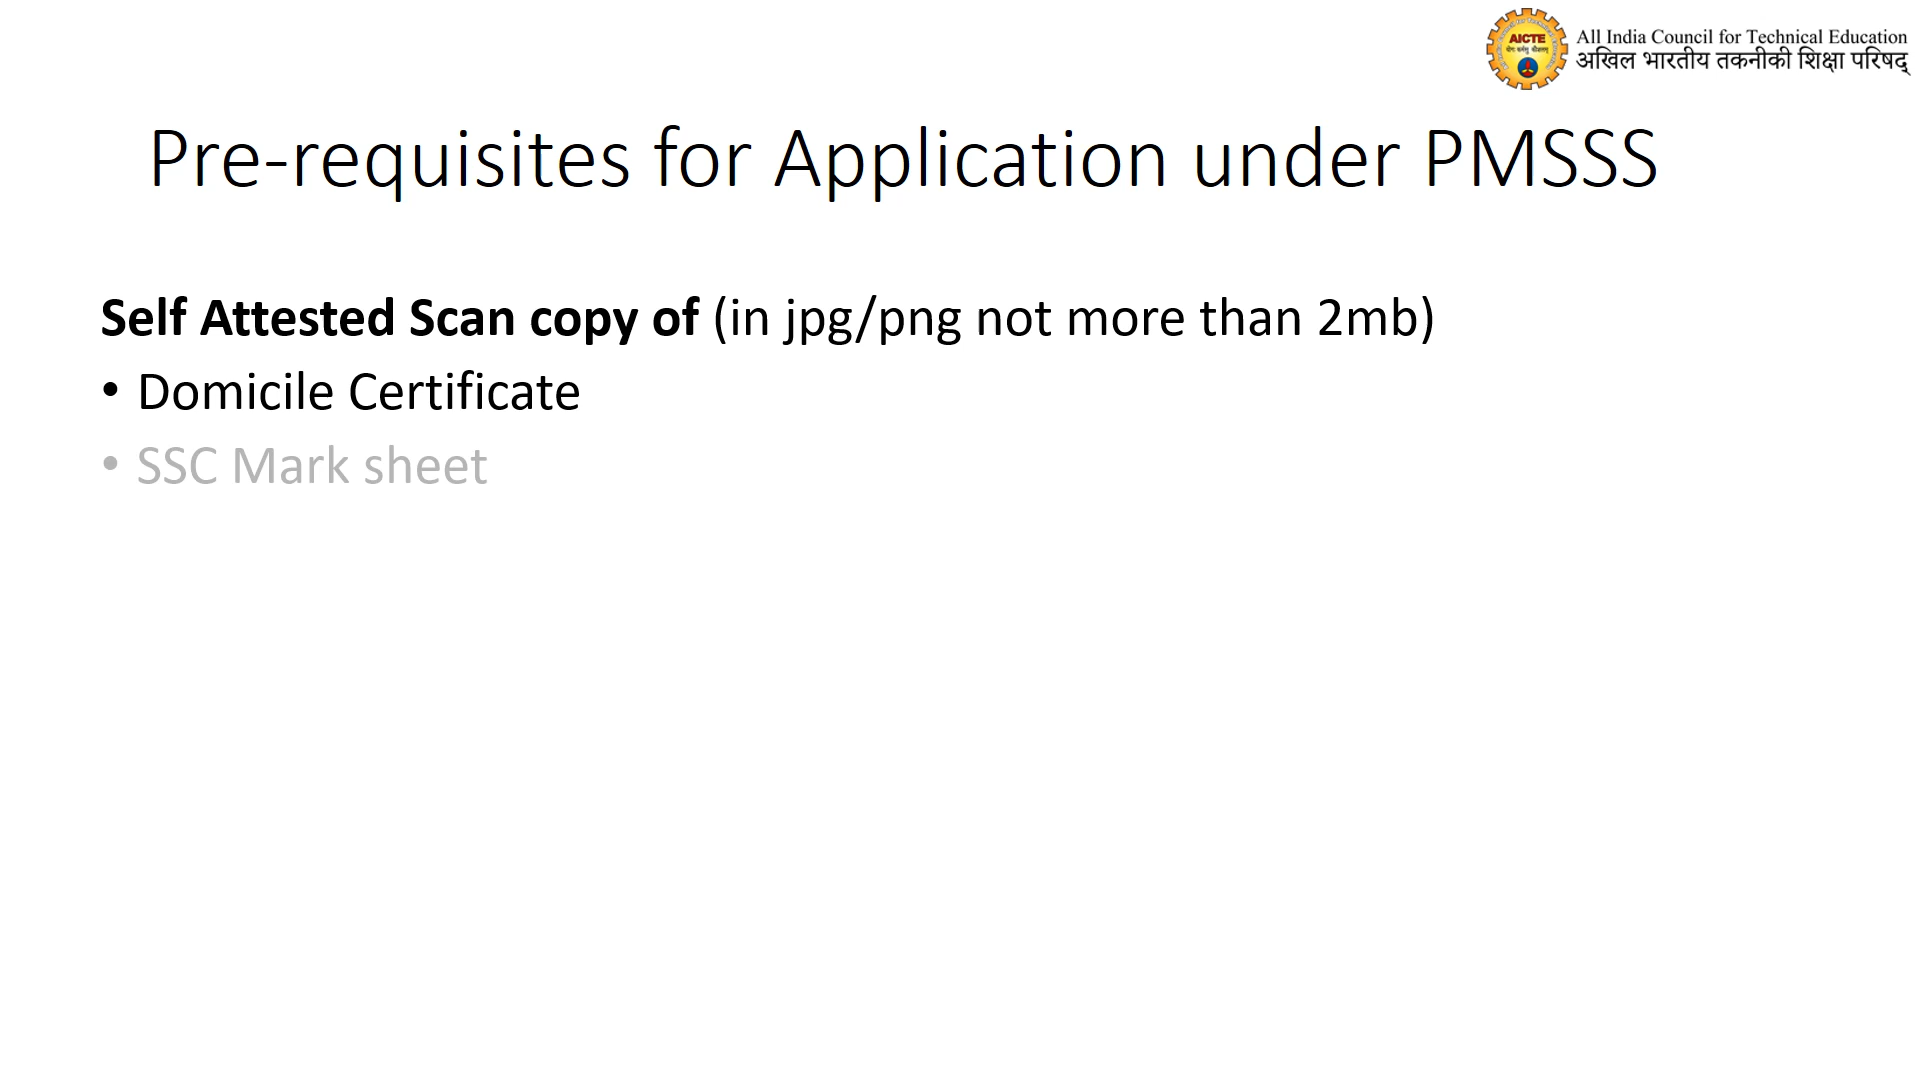 AICTE
All India Council for Technical Education
अखिल भारतीय तकनीकी शिक्षा परिषद्
Pre-requisites for Application under PMSSS
Self Attested Scan copy of (in jpg/png not more than 2mb)
• Domicile Certificate
• SSC Mark sheet